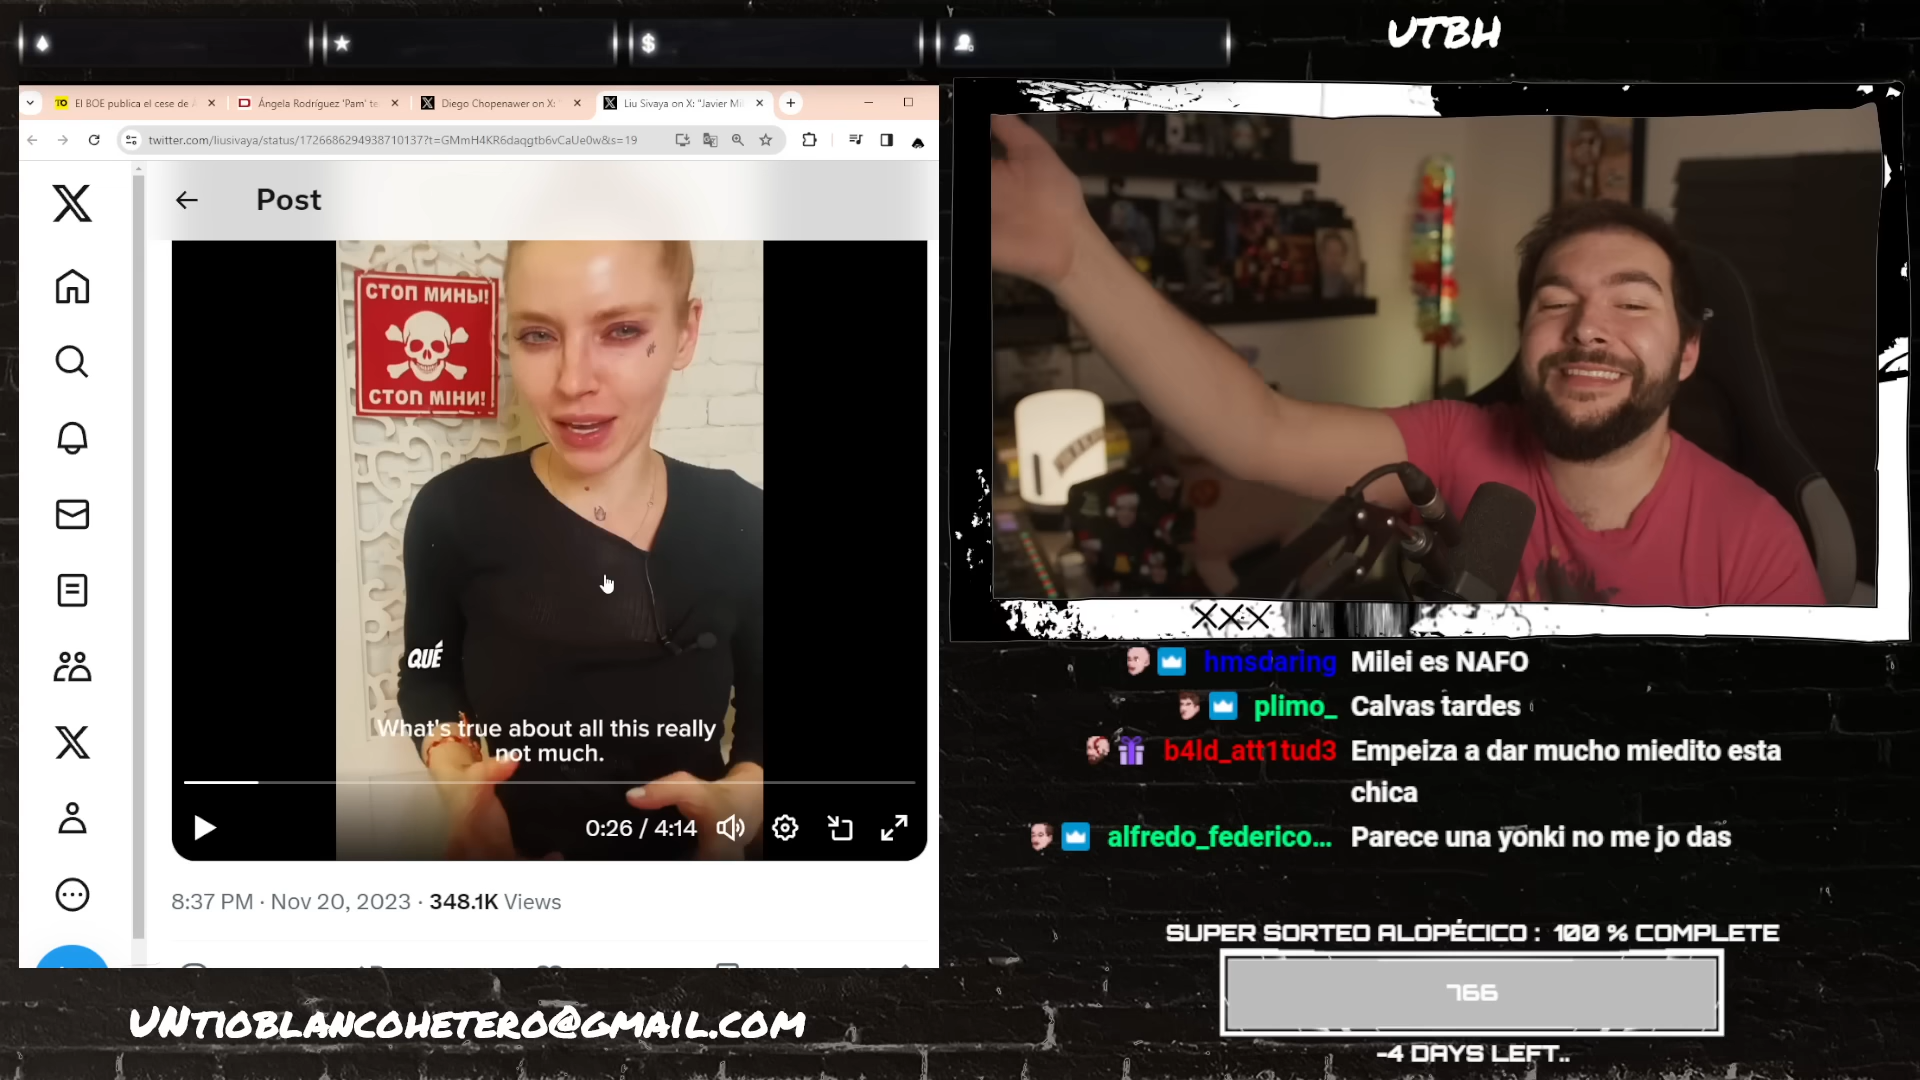 UTBH
El BOE publica el cese de
Ángela Rodríguez 'Pam' te
Diego Chopenawer on X:
Liu Sivaya on X: "Javier Mi
twitter.com/liusivaya/status/1726686294938710137?t=GMmH4KR6daqgtb6vCaUe0w&s=19
Post
СТОП МИНЫ!
СТОП МІНИ!
QUÉ
What's true about all this really
not much.
0:26 / 4:14
8:37 PM · Nov 20, 2023 · 348.1K Views
XXX
hmsdaring Milei es NAFO
plimo_ Calvas tardes
b4ld_att1tud3 Empeiza a dar mucho miedito esta
chica
alfredo_federico... Parece una yonki no me jo das
SUPER SORTEO ALOPÉCICO : 100 % COMPLETE
766
-4 DAYS LEFT..
UNTIOBLANCOHETERO@GMAIL.COM